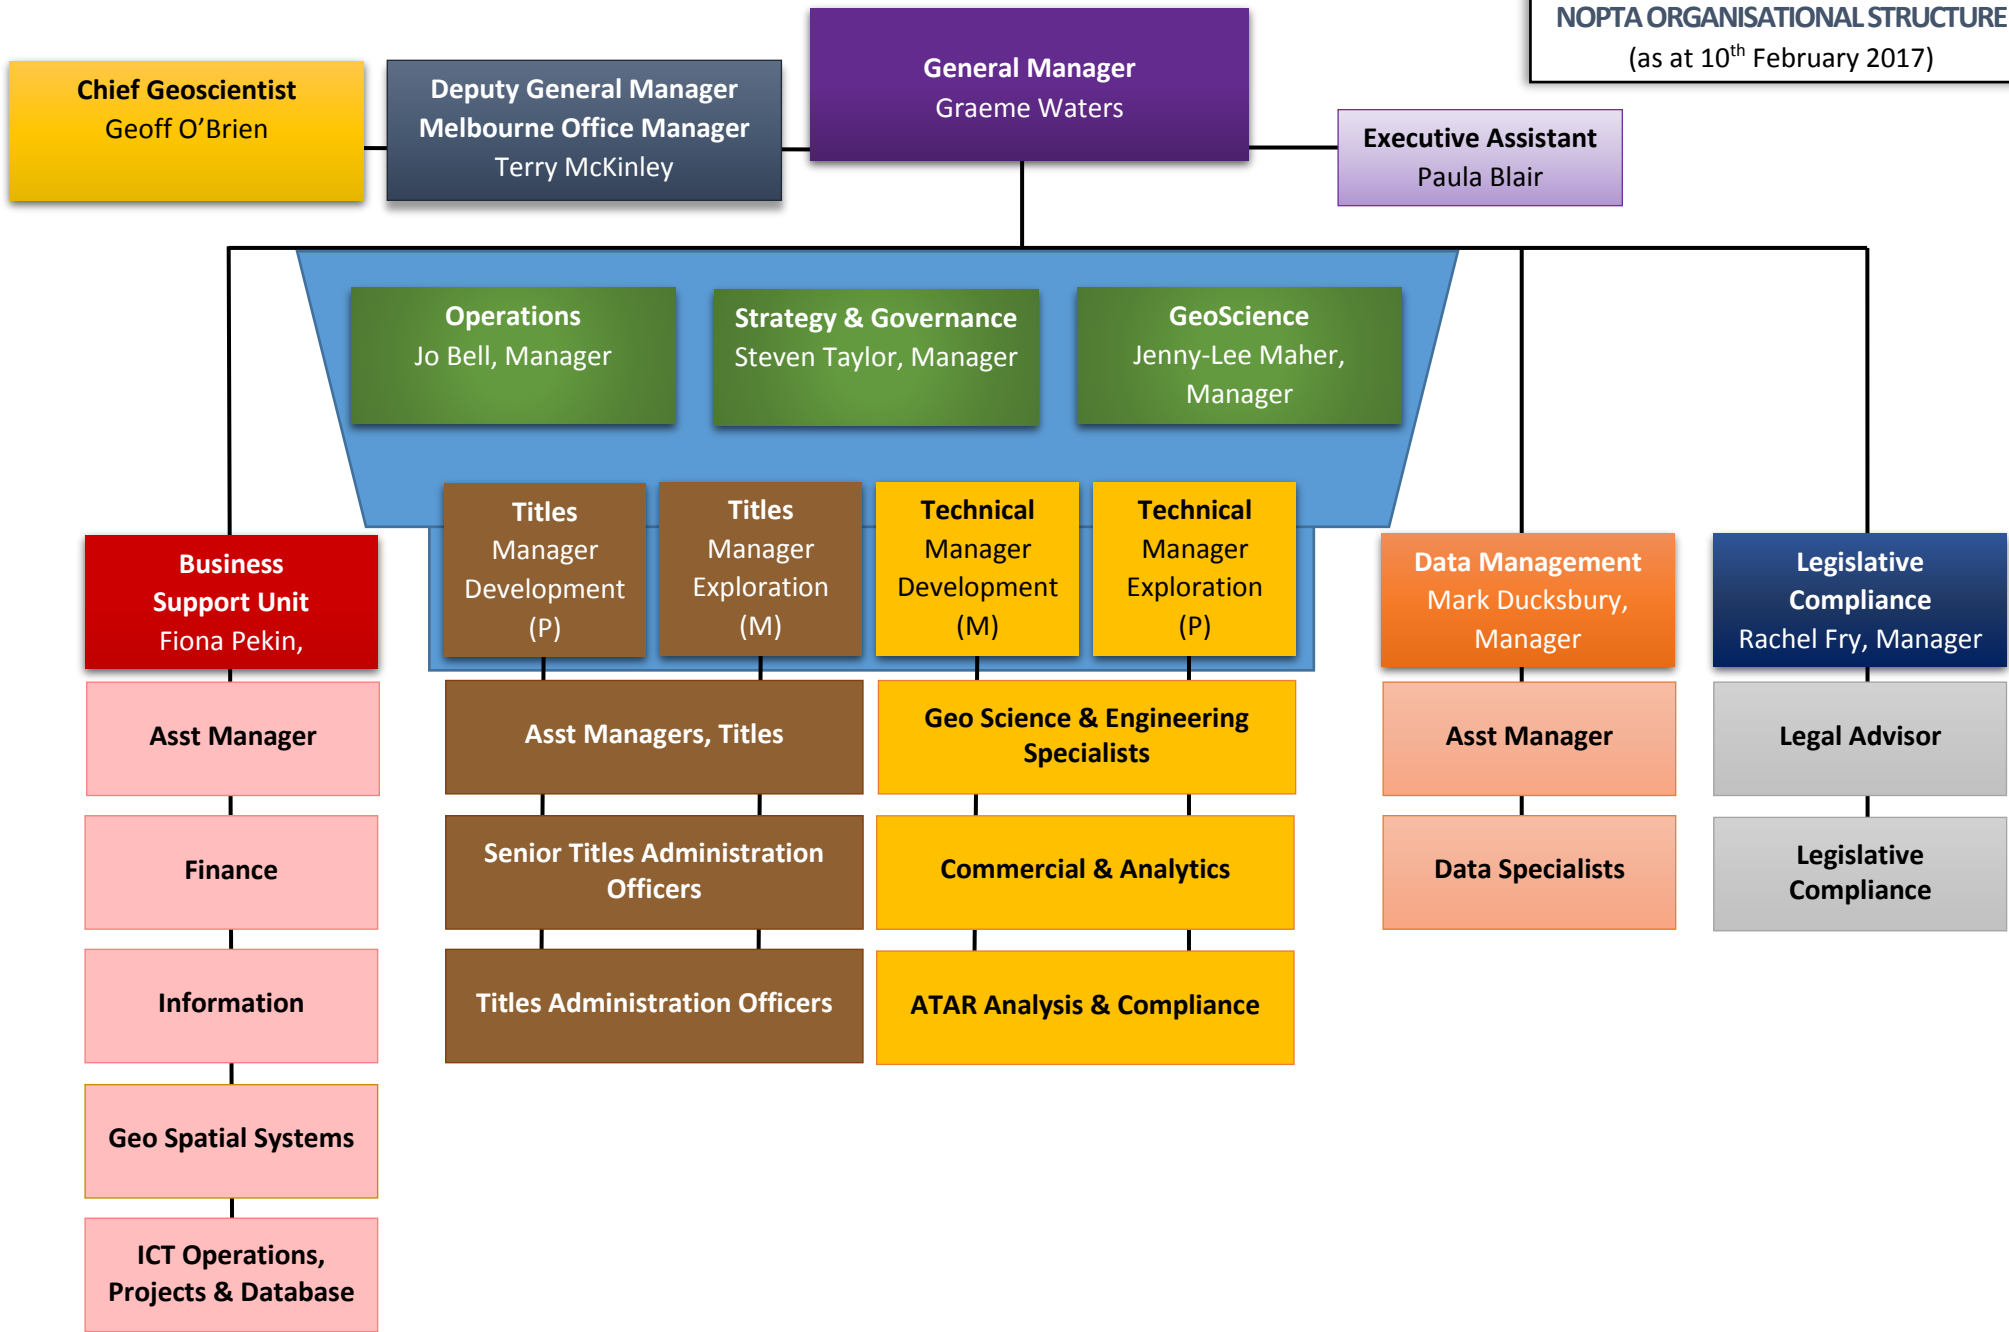 NOPTA ORGANISATIONAL STRUCTURE
(as at 10th February 2017)
General Manager
Graeme Waters
Chief Geoscientist
Geoff O’Brien
Deputy General Manager
Melbourne Office Manager
Terry McKinley
Executive Assistant
Paula Blair
Operations
Jo Bell, Manager
Strategy & Governance
Steven Taylor, Manager
GeoScience
Jenny-Lee Maher,
Manager
Business
Support Unit
Fiona Pekin,
Titles
Manager
Development
(P)
Titles
Manager
Exploration
(M)
Technical
Manager
Development
(M)
Technical
Manager
Exploration
(P)
Data Management
Mark Ducksbury,
Manager
Legislative
Compliance
Rachel Fry, Manager
Asst Manager
Asst Managers, Titles
Geo Science & Engineering
Specialists
Asst Manager
Legal Advisor
Finance
Senior Titles Administration
Officers
Commercial & Analytics
Data Specialists
Legislative
Compliance
Information
Titles Administration Officers
ATAR Analysis & Compliance
Geo Spatial Systems
ICT Operations,
Projects & Database